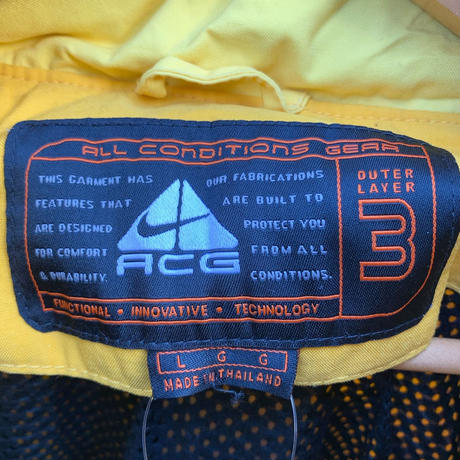 ALL CONDITIONS GEAR
THIS GARMENT HAS
FEATURES THAT
ARE DESIGNED
FOR COMFORT
& DURABILITY.
ACG
OUR FABRICATIONS
ARE BUILT TO
PROTECT YOU
FROM ALL
CONDITIONS.
OUTER
LAYER
3
FUNCTIONAL • INNOVATIVE • TECHNOLOGY
L G G
MADE IN THAILAND